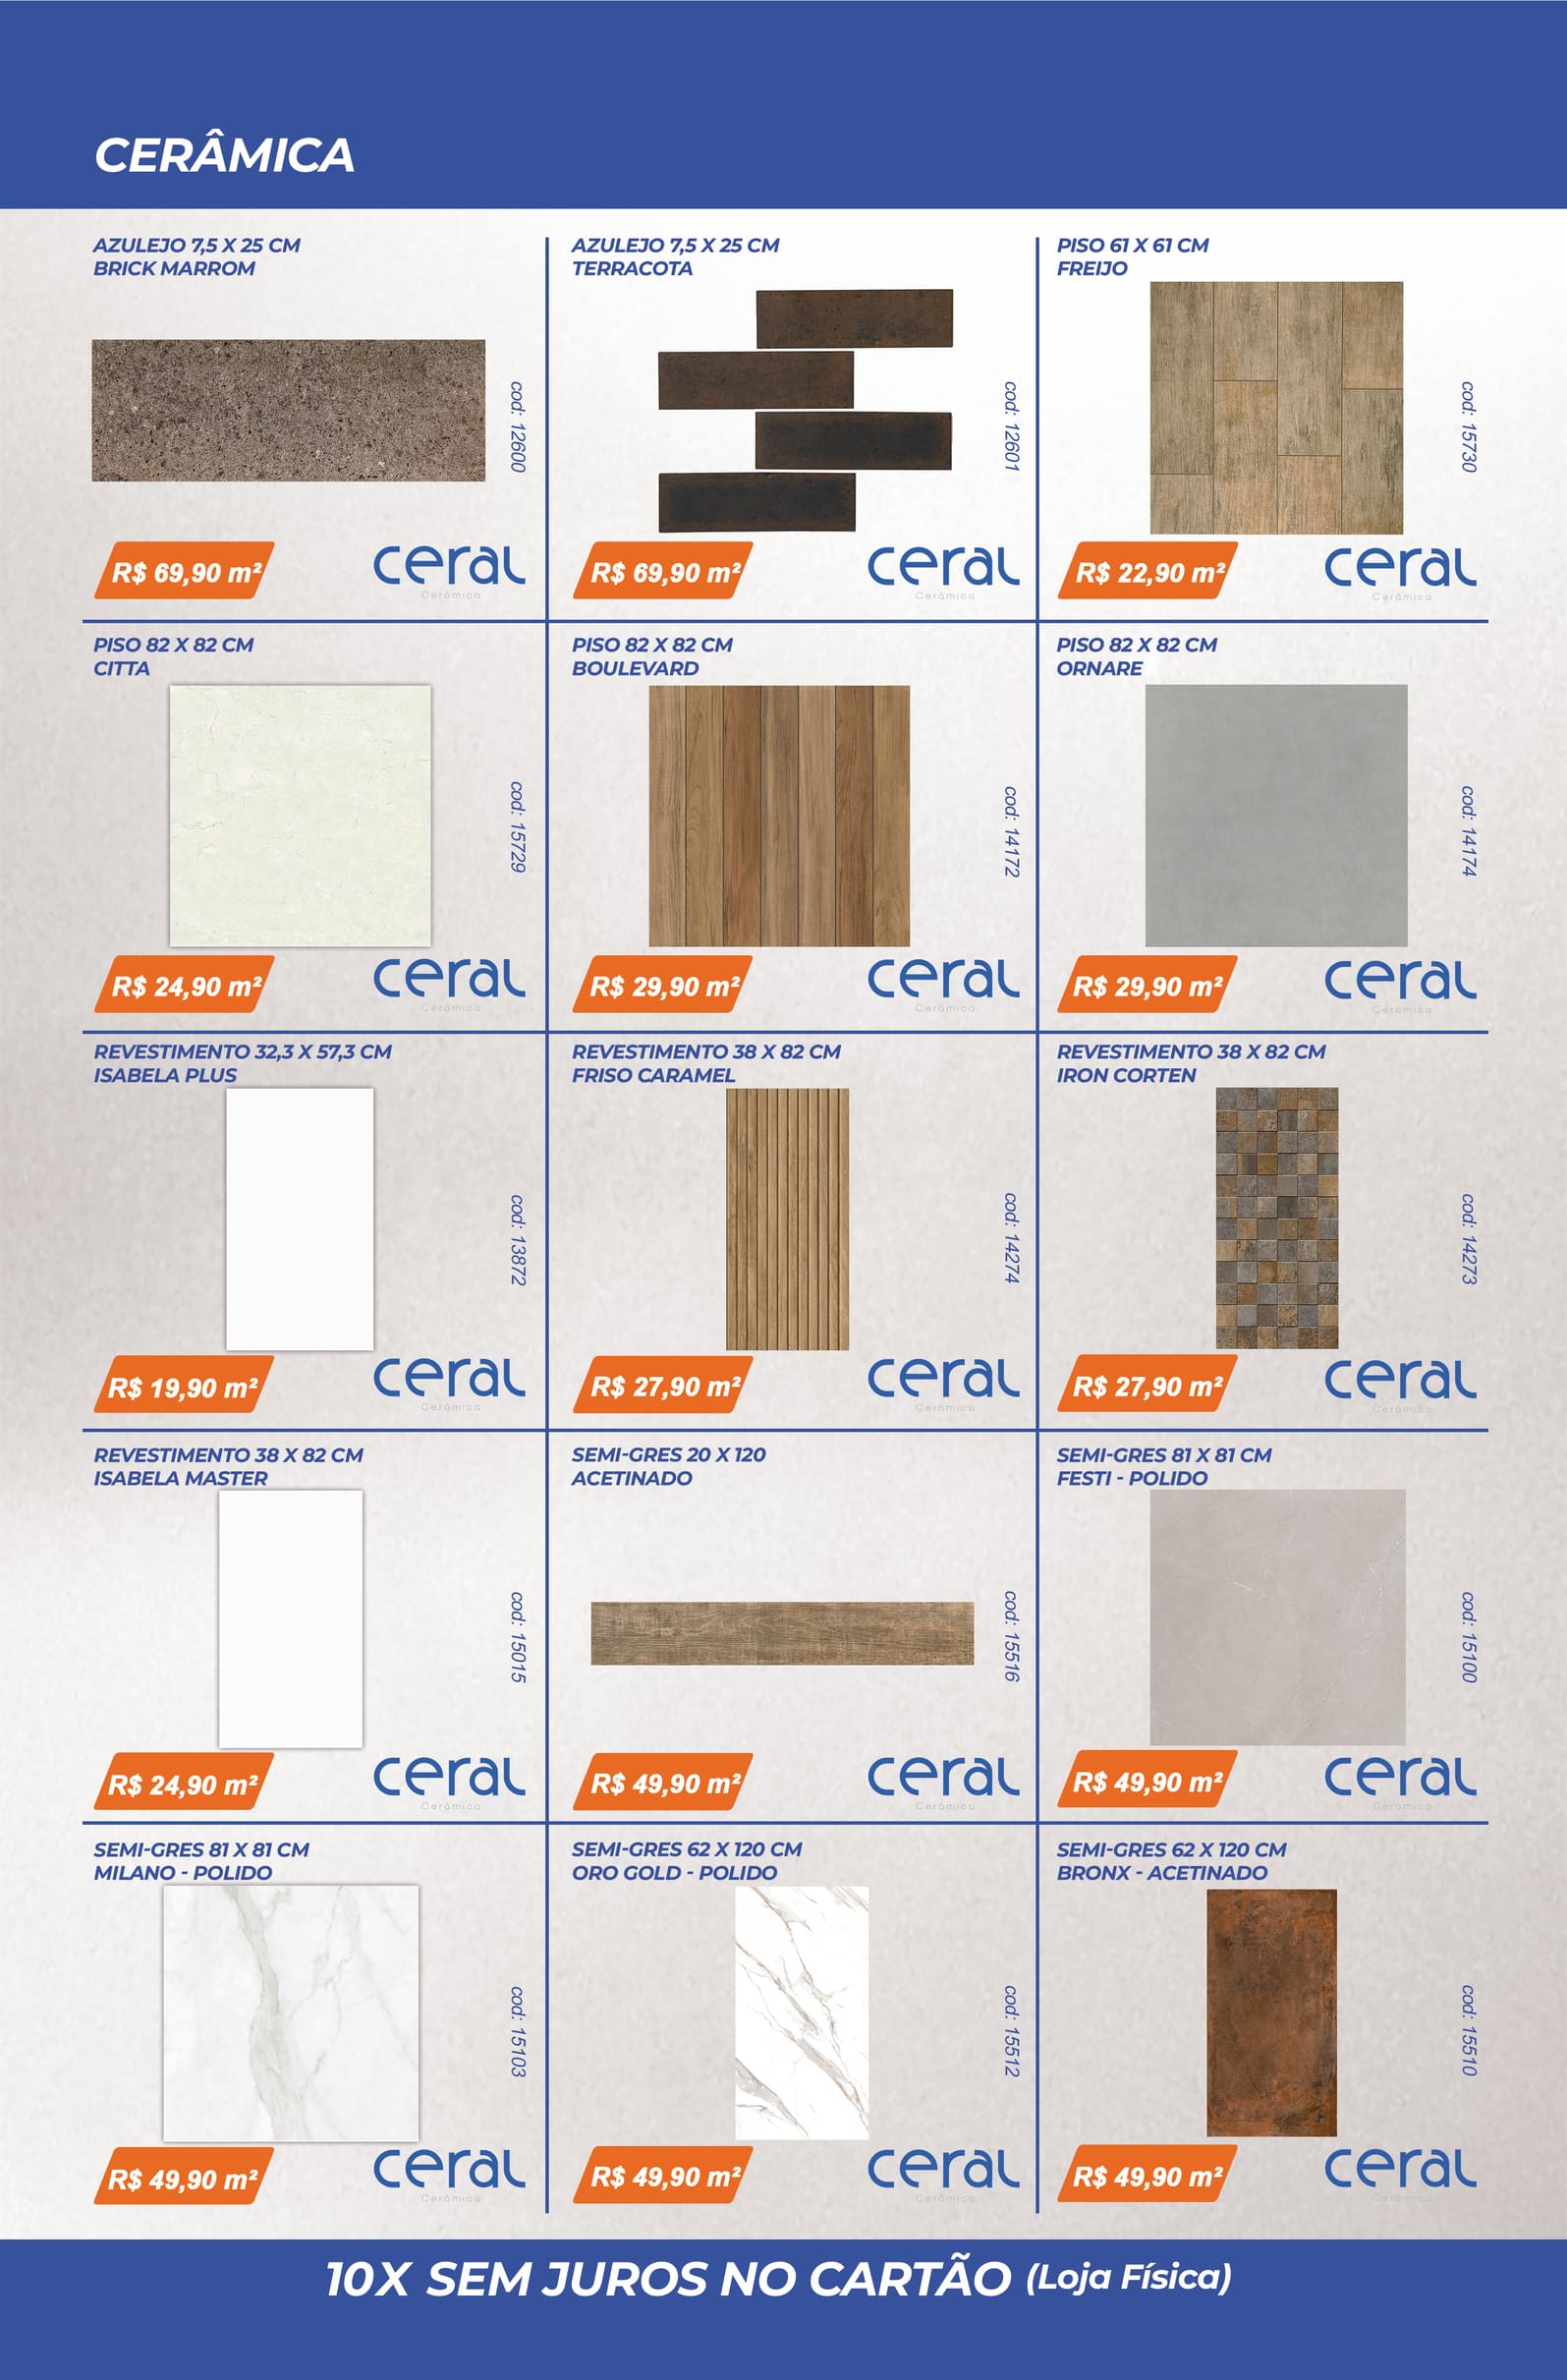 CERÂMICA
AZULEJO 7,5 X 25 CM
BRICK MARROM
cod: 12600
R$ 69,90 m²
ceral
Cerâmica
AZULEJO 7,5 X 25 CM
TERRACOTA
cod: 12601
R$ 69,90 m²
ceral
Cerâmica
PISO 61 X 61 CM
FREIJO
cod: 15730
R$ 22,90 m²
ceral
Cerâmica
PISO 82 X 82 CM
CITTA
cod: 15729
R$ 24,90 m²
ceral
Cerâmica
PISO 82 X 82 CM
BOULEVARD
cod: 14172
R$ 29,90 m²
ceral
Cerâmica
PISO 82 X 82 CM
ORNARE
cod: 14174
R$ 29,90 m²
ceral
Cerâmica
REVESTIMENTO 32,3 X 57,3 CM
ISABELA PLUS
cod: 13872
R$ 19,90 m²
ceral
Cerâmica
REVESTIMENTO 38 X 82 CM
FRISO CARAMEL
cod: 14274
R$ 27,90 m²
ceral
Cerâmica
REVESTIMENTO 38 X 82 CM
IRON CORTEN
cod: 14273
R$ 27,90 m²
ceral
Cerâmica
REVESTIMENTO 38 X 82 CM
ISABELA MASTER
cod: 15015
R$ 24,90 m²
ceral
Cerâmica
SEMI-GRES 20 X 120
ACETINADO
cod: 15516
R$ 49,90 m²
ceral
Cerâmica
SEMI-GRES 81 X 81 CM
FESTI - POLIDO
cod: 15100
R$ 49,90 m²
ceral
Cerâmica
SEMI-GRES 81 X 81 CM
MILANO - POLIDO
cod: 15103
R$ 49,90 m²
ceral
Cerâmica
SEMI-GRES 62 X 120 CM
ORO GOLD - POLIDO
cod: 15512
R$ 49,90 m²
ceral
Cerâmica
SEMI-GRES 62 X 120 CM
BRONX - ACETINADO
cod: 15510
R$ 49,90 m²
ceral
Cerâmica
10X SEM JUROS NO CARTÃO (Loja Física)